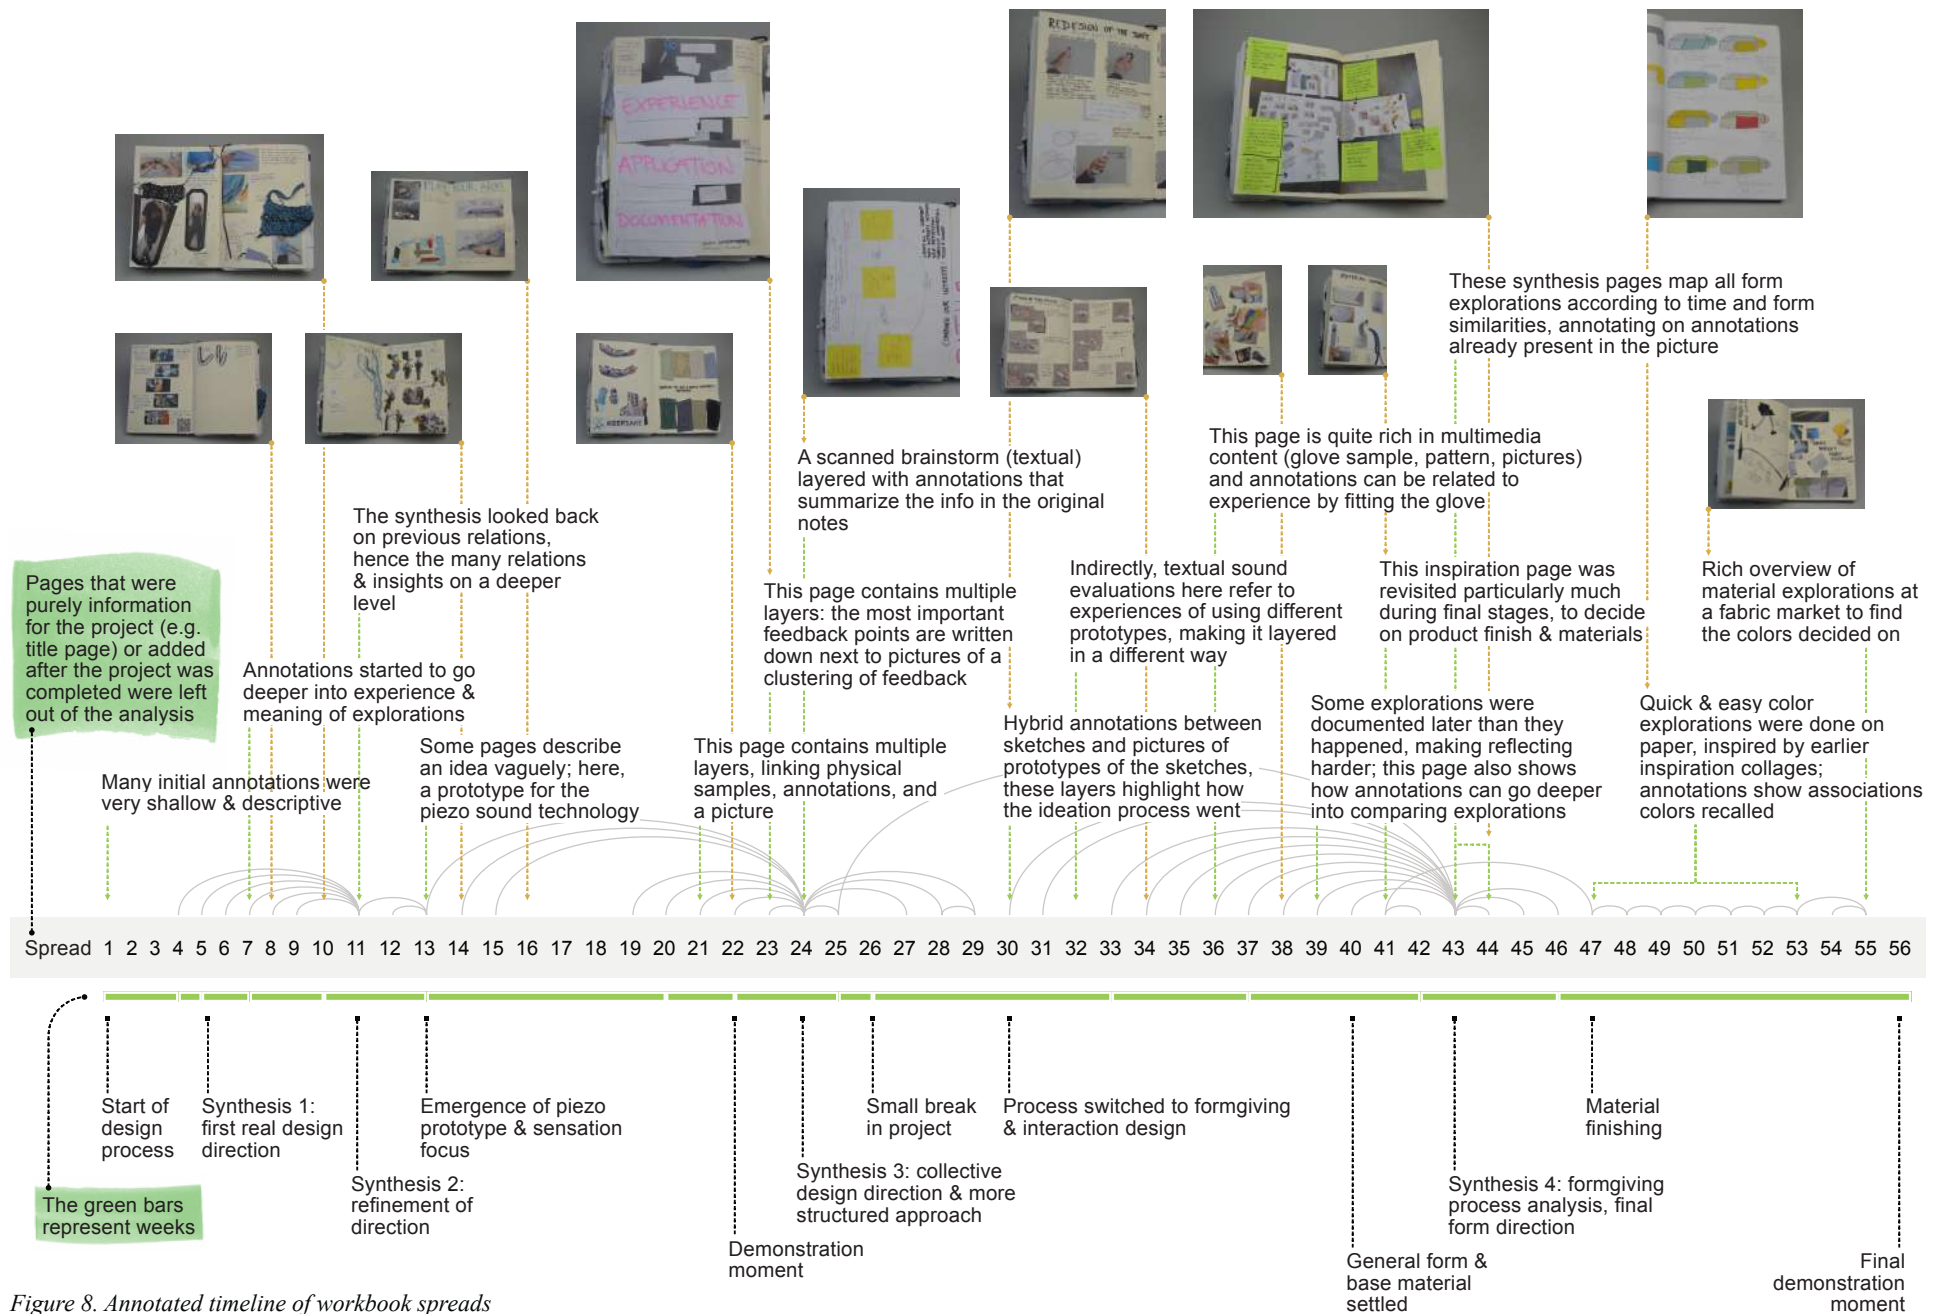 REDESIGN OF THE
EXPERIENCE
APPLICATION
DOCUMENTATION
KEEPSAKE
These synthesis pages map all form
explorations according to time and form
similarities, annotating on annotations
already present in the picture
This page is quite rich in multimedia
content (glove sample, pattern, pictures)
and annotations can be related to
experience by fitting the glove
A scanned brainstorm (textual)
layered with annotations that
summarize the info in the original
notes
The synthesis looked back
on previous relations,
hence the many relations
& insights on a deeper
level
Pages that were
purely information
for the project (e.g.
title page) or added
after the project was
completed were left
out of the analysis
This page contains multiple
layers: the most important
feedback points are written
down next to pictures of a
clustering of feedback
Indirectly, textual sound
evaluations here refer to
experiences of using different
prototypes, making it layered
in a different way
This inspiration page was
revisited particularly much
during final stages, to decide
on product finish & materials
Rich overview of
material explorations at
a fabric market to find
the colors decided on
Annotations started to go
deeper into experience &
meaning of explorations
Many initial annotations were
very shallow & descriptive
Some pages describe
an idea vaguely; here,
a prototype for the
piezo sound technology
This page contains multiple
layers, linking physical
samples, annotations, and
a picture
Hybrid annotations between
sketches and pictures of
prototypes of the sketches,
these layers highlight how
the ideation process went
Some explorations were
documented later than they
happened, making reflecting
harder; this page also shows
how annotations can go deeper
into comparing explorations
Quick & easy color
explorations were done on
paper, inspired by earlier
inspiration collages;
annotations show associations
colors recalled
Spread 1 2 3 4 5 6 7 8 9 10 11 12 13 14 15 16 17 18 19 20 21 22 23 24 25 26 27 28 29 30 31 32 33 34 35 36 37 38 39 40 41 42 43 44 45 46 47 48 49 50 51 52 53 54 55 56
Start of
design
process
Synthesis 1:
first real design
direction
Synthesis 2:
refinement of
direction
Emergence of piezo
prototype & sensation
focus
Demonstration
moment
Synthesis 3: collective
design direction & more
structured approach
Small break
in project
Process switched to formgiving
& interaction design
General form &
base material
settled
Synthesis 4: formgiving
process analysis, final
form direction
Material
finishing
Final
demonstration
moment
The green bars
represent weeks
Figure 8. Annotated timeline of workbook spreads